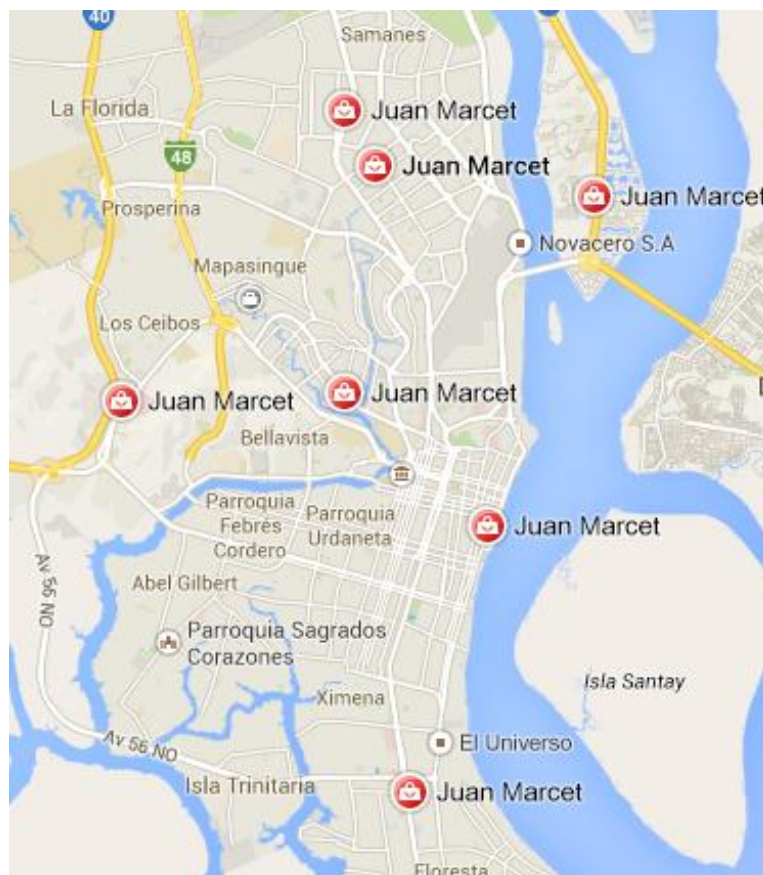 40
Samanes
La Florida
Juan Marcet
48
Juan Marcet
Juan Marcet
Prosperina
Novacero S.A
Mapasingue
Los Ceibos
Juan Marcet
Juan Marcet
Bellavista
Parroquia
Febrés
Cordero
Parroquia
Urdaneta
Juan Marcet
Av 56 NO
Abel Gilbert
Parroquia Sagrados
Corazones
Isla Santay
Ximena
Av 56 NO
El Universo
Isla Trinitaria
Juan Marcet
Floresta